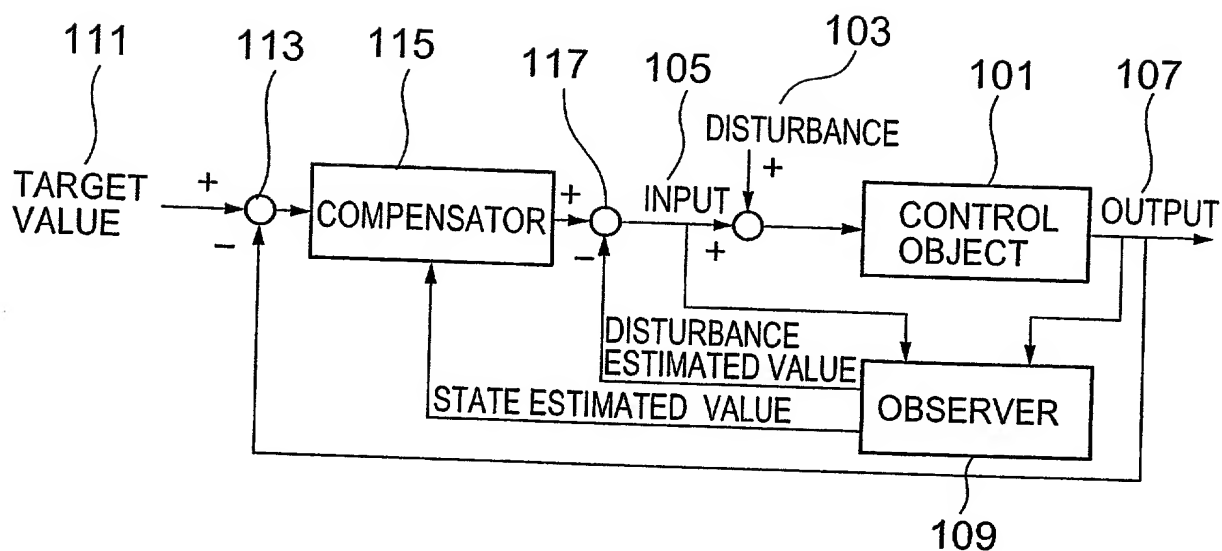 111
113
115
117
105
103
101
107
DISTURBANCE
+
TARGET
VALUE
+
−
COMPENSATOR
+
−
INPUT
+
CONTROL
OBJECT
OUTPUT
DISTURBANCE
ESTIMATED VALUE
STATE ESTIMATED VALUE
OBSERVER
109